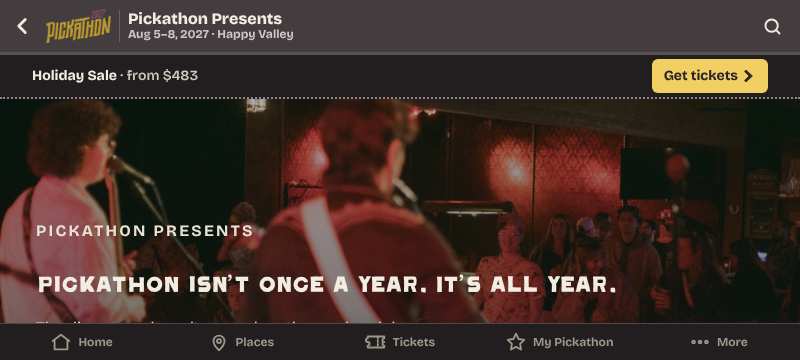 PICKATHON
Pickathon Presents
Aug 5–8, 2027 · Happy Valley
Holiday Sale · from $483
Get tickets
PICKATHON PRESENTS
PICKATHON ISN'T ONCE A YEAR. IT'S ALL YEAR.
Home
Places
Tickets
My Pickathon
More